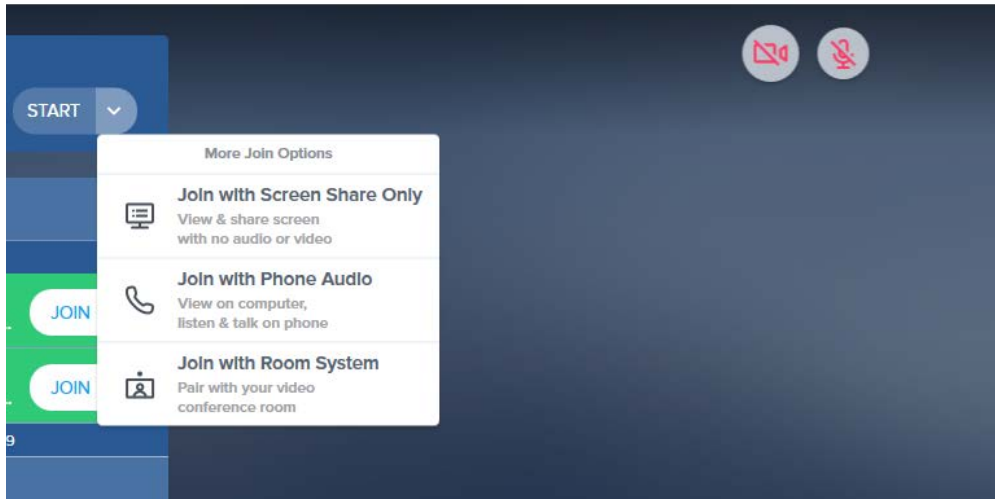 START
More Join Options
Join with Screen Share Only
View & share screen
with no audio or video
Join with Phone Audio
View on computer,
listen & talk on phone
JOIN
Join with Room System
Pair with your video
conference room
JOIN
9